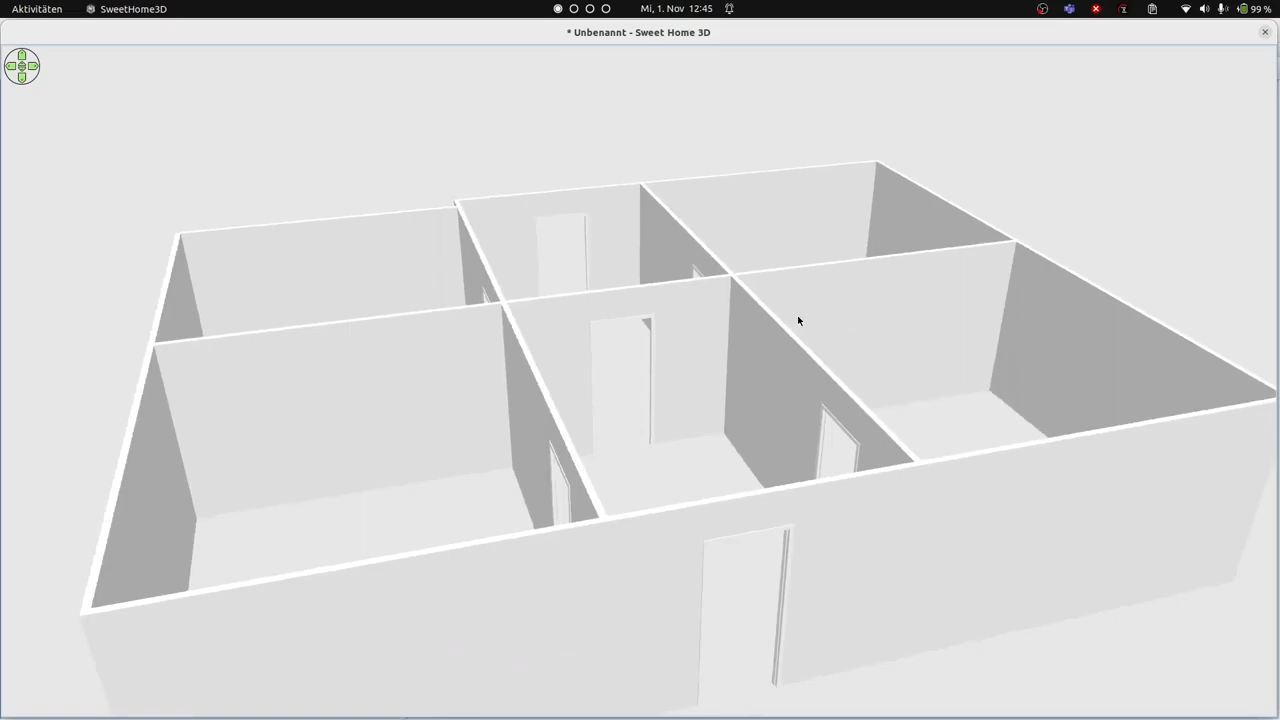 Aktivitäten SweetHome3D Mi, 1. Nov 12:45 99 %
* Unbenannt - Sweet Home 3D